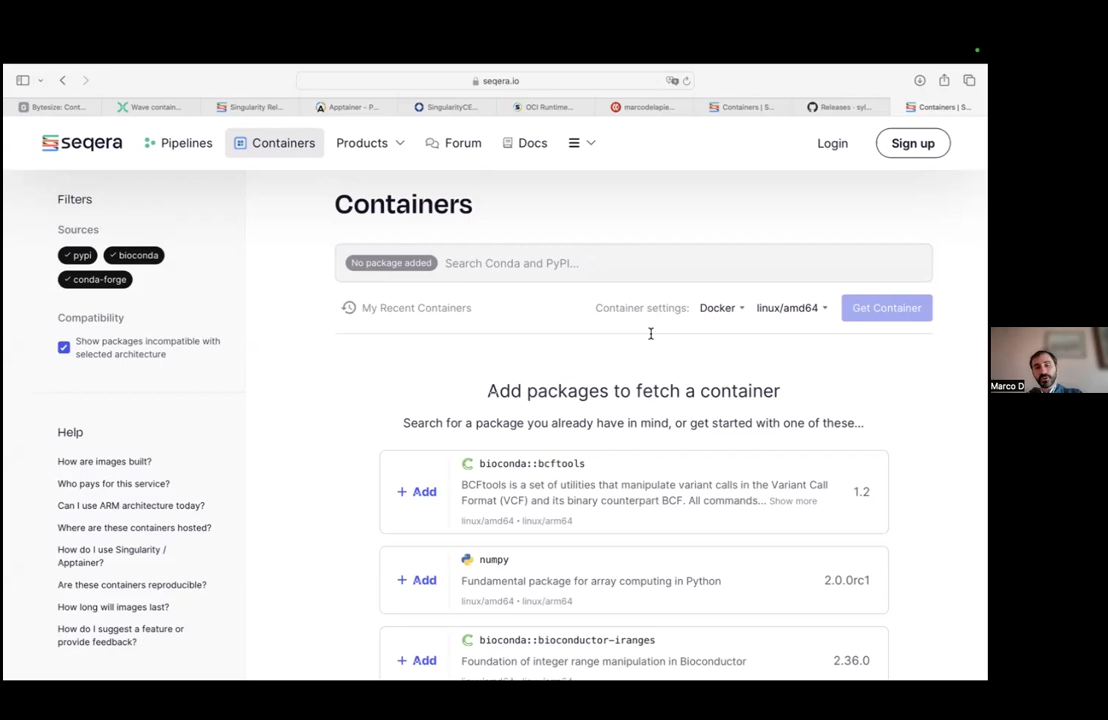 seqera.io
Bytesize: Cont...
Wave contain...
Singularity Rel...
Apptainer - P...
SingularityCE...
OCI Runtime...
marcodelapie...
Containers | S...
Releases · syl...
Containers | S...
seqera
Pipelines
Containers
Products
Forum
Docs
Login
Sign up
Filters
Sources
pypi
bioconda
conda-forge
Compatibility
Show packages incompatible with
selected architecture
Help
How are images built?
Who pays for this service?
Can I use ARM architecture today?
Where are these containers hosted?
How do I use Singularity /
Apptainer?
Are these containers reproducible?
How long will images last?
How do I suggest a feature or
provide feedback?
Containers
No package added Search Conda and PyPI...
My Recent Containers
Container settings: Docker linux/amd64 Get Container
Add packages to fetch a container
Search for a package you already have in mind, or get started with one of these...
bioconda::bcftools
+ Add
BCFtools is a set of utilities that manipulate variant calls in the Variant Call
Format (VCF) and its binary counterpart BCF. All commands... Show more
1.2
linux/amd64 • linux/arm64
numpy
+ Add
Fundamental package for array computing in Python
2.0.0rc1
linux/amd64 • linux/arm64
bioconda::bioconductor-iranges
+ Add
Foundation of integer range manipulation in Bioconductor
2.36.0
Marco D